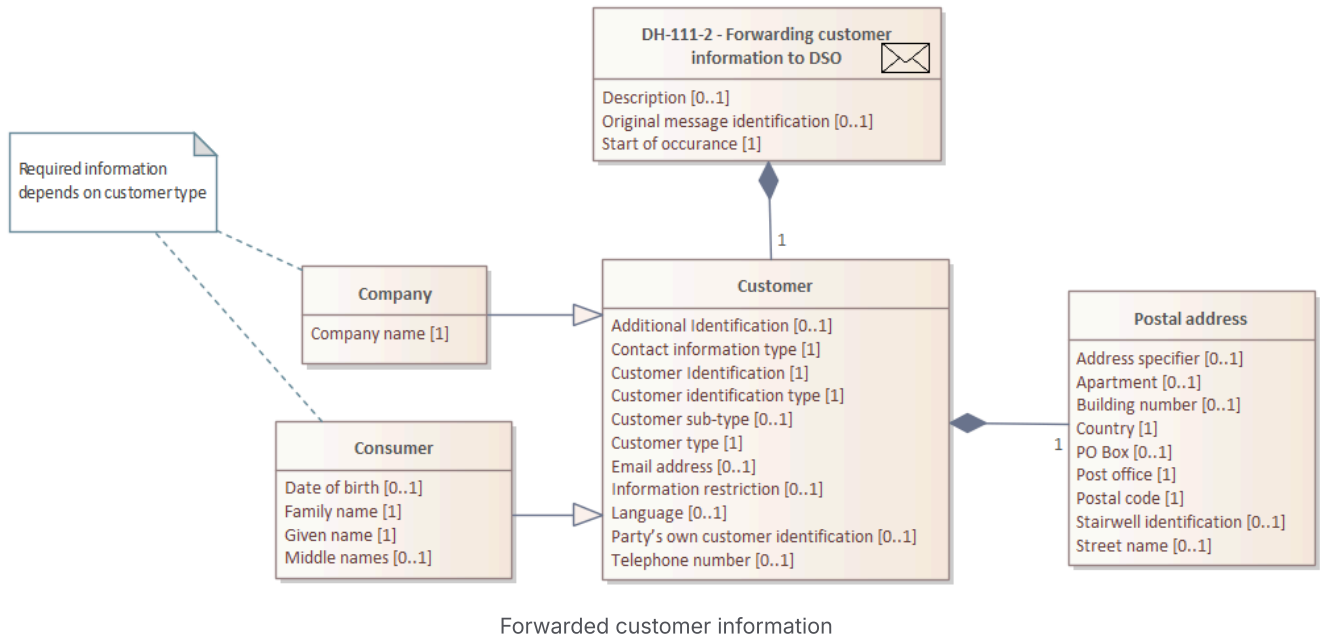 DH-111-2 - Forwarding customer
information to DSO
Description [0..1]
Original message identification [0..1]
Start of occurance [1]
Required information
depends on customer type
1
Company
Company name [1]
Customer
Additional Identification [0..1]
Contact information type [1]
Customer Identification [1]
Customer identification type [1]
Customer sub-type [0..1]
Customer type [1]
Email address [0..1]
Information restriction [0..1]
Language [0..1]
Party's own customer identification [0..1]
Telephone number [0..1]
Postal address
Address specifier [0..1]
Apartment [0..1]
Building number [0..1]
Country [1]
PO Box [0..1]
Post office [1]
Postal code [1]
Stairwell identification [0..1]
Street name [0..1]
1
Consumer
Date of birth [0..1]
Family name [1]
Given name [1]
Middle names [0..1]
Forwarded customer information